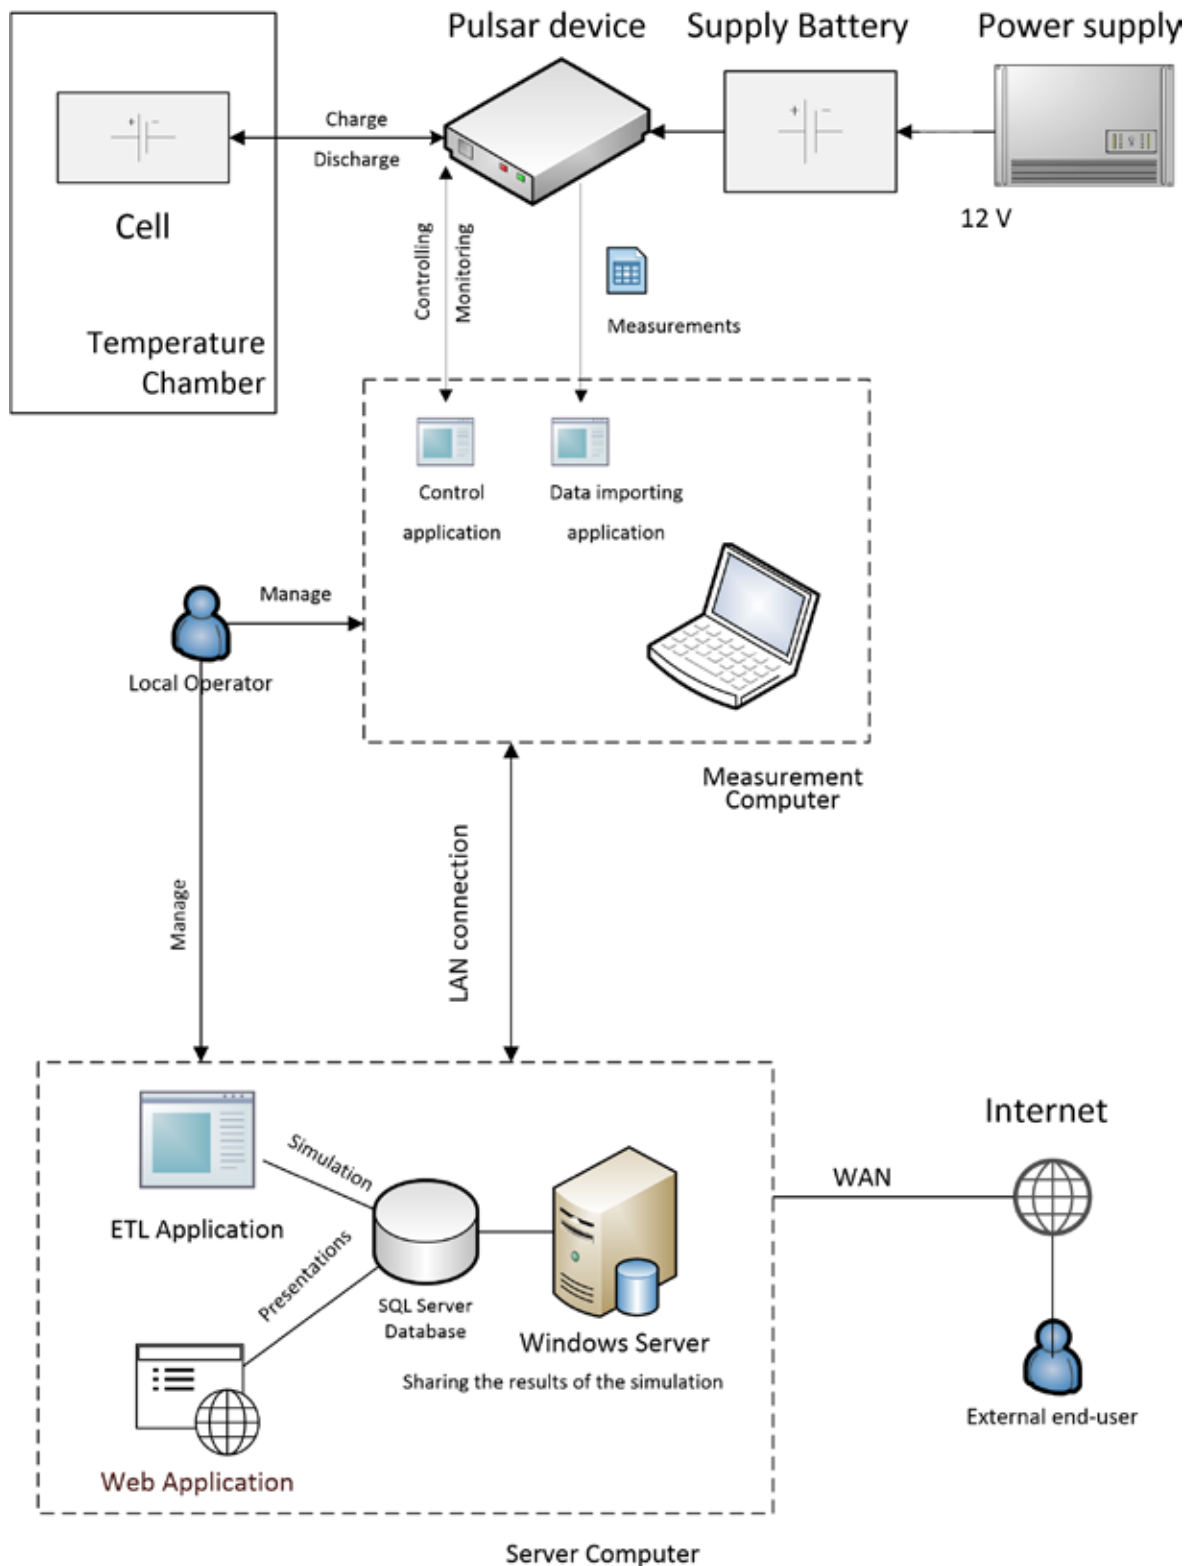 Pulsar device
Supply Battery
Power supply
Charge
Discharge
Cell
12 V
Controlling
Monitoring
Measurements
Temperature
Chamber
Control
application
Data importing
application
Manage
Local Operator
Measurement
Computer
Manage
LAN connection
Internet
Simulation
WAN
ETL Application
Presentations
SQL Server
Database
Windows Server
Sharing the results of the simulation
External end-user
Web Application
Server Computer